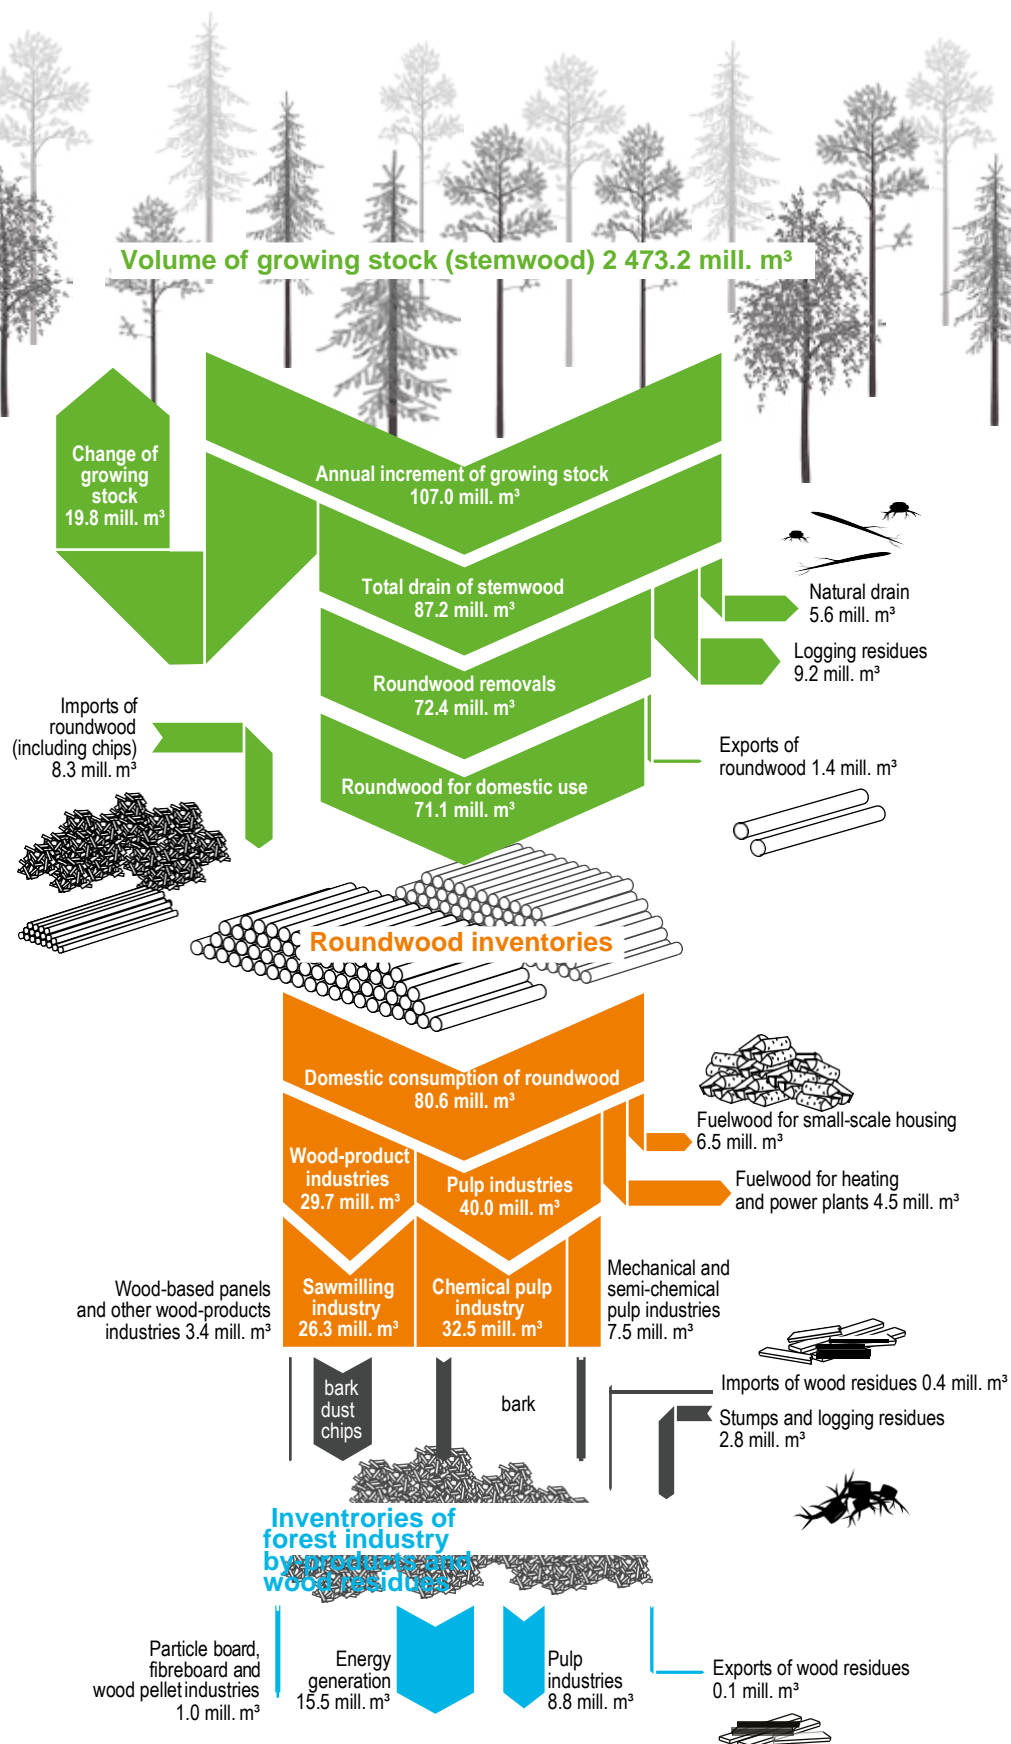 Volume of growing stock (stemwood) 2 473.2 mill. m³
Change of
growing
stock
19.8 mill. m³
Annual increment of growing stock
107.0 mill. m³
Total drain of stemwood
87.2 mill. m³
Natural drain
5.6 mill. m³
Logging residues
9.2 mill. m³
Roundwood removals
72.4 mill. m³
Imports of
roundwood
(including chips)
8.3 mill. m³
Exports of
roundwood 1.4 mill. m³
Roundwood for domestic use
71.1 mill. m³
Roundwood inventories
Domestic consumption of roundwood
80.6 mill. m³
Fuelwood for small-scale housing
6.5 mill. m³
Wood-product
industries
29.7 mill. m³
Pulp industries
40.0 mill. m³
Fuelwood for heating
and power plants 4.5 mill. m³
Wood-based panels
and other wood-products
industries 3.4 mill. m³
Sawmilling
industry
26.3 mill. m³
Chemical pulp
industry
32.5 mill. m³
Mechanical and
semi-chemical
pulp industries
7.5 mill. m³
bark
dust
chips
bark
Imports of wood residues 0.4 mill. m³
Stumps and logging residues
2.8 mill. m³
Inventrories of
forest industry
by-products and
wood residues
Particle board,
fibreboard and
wood pellet industries
1.0 mill. m³
Energy
generation
15.5 mill. m³
Pulp
industries
8.8 mill. m³
Exports of wood residues
0.1 mill. m³